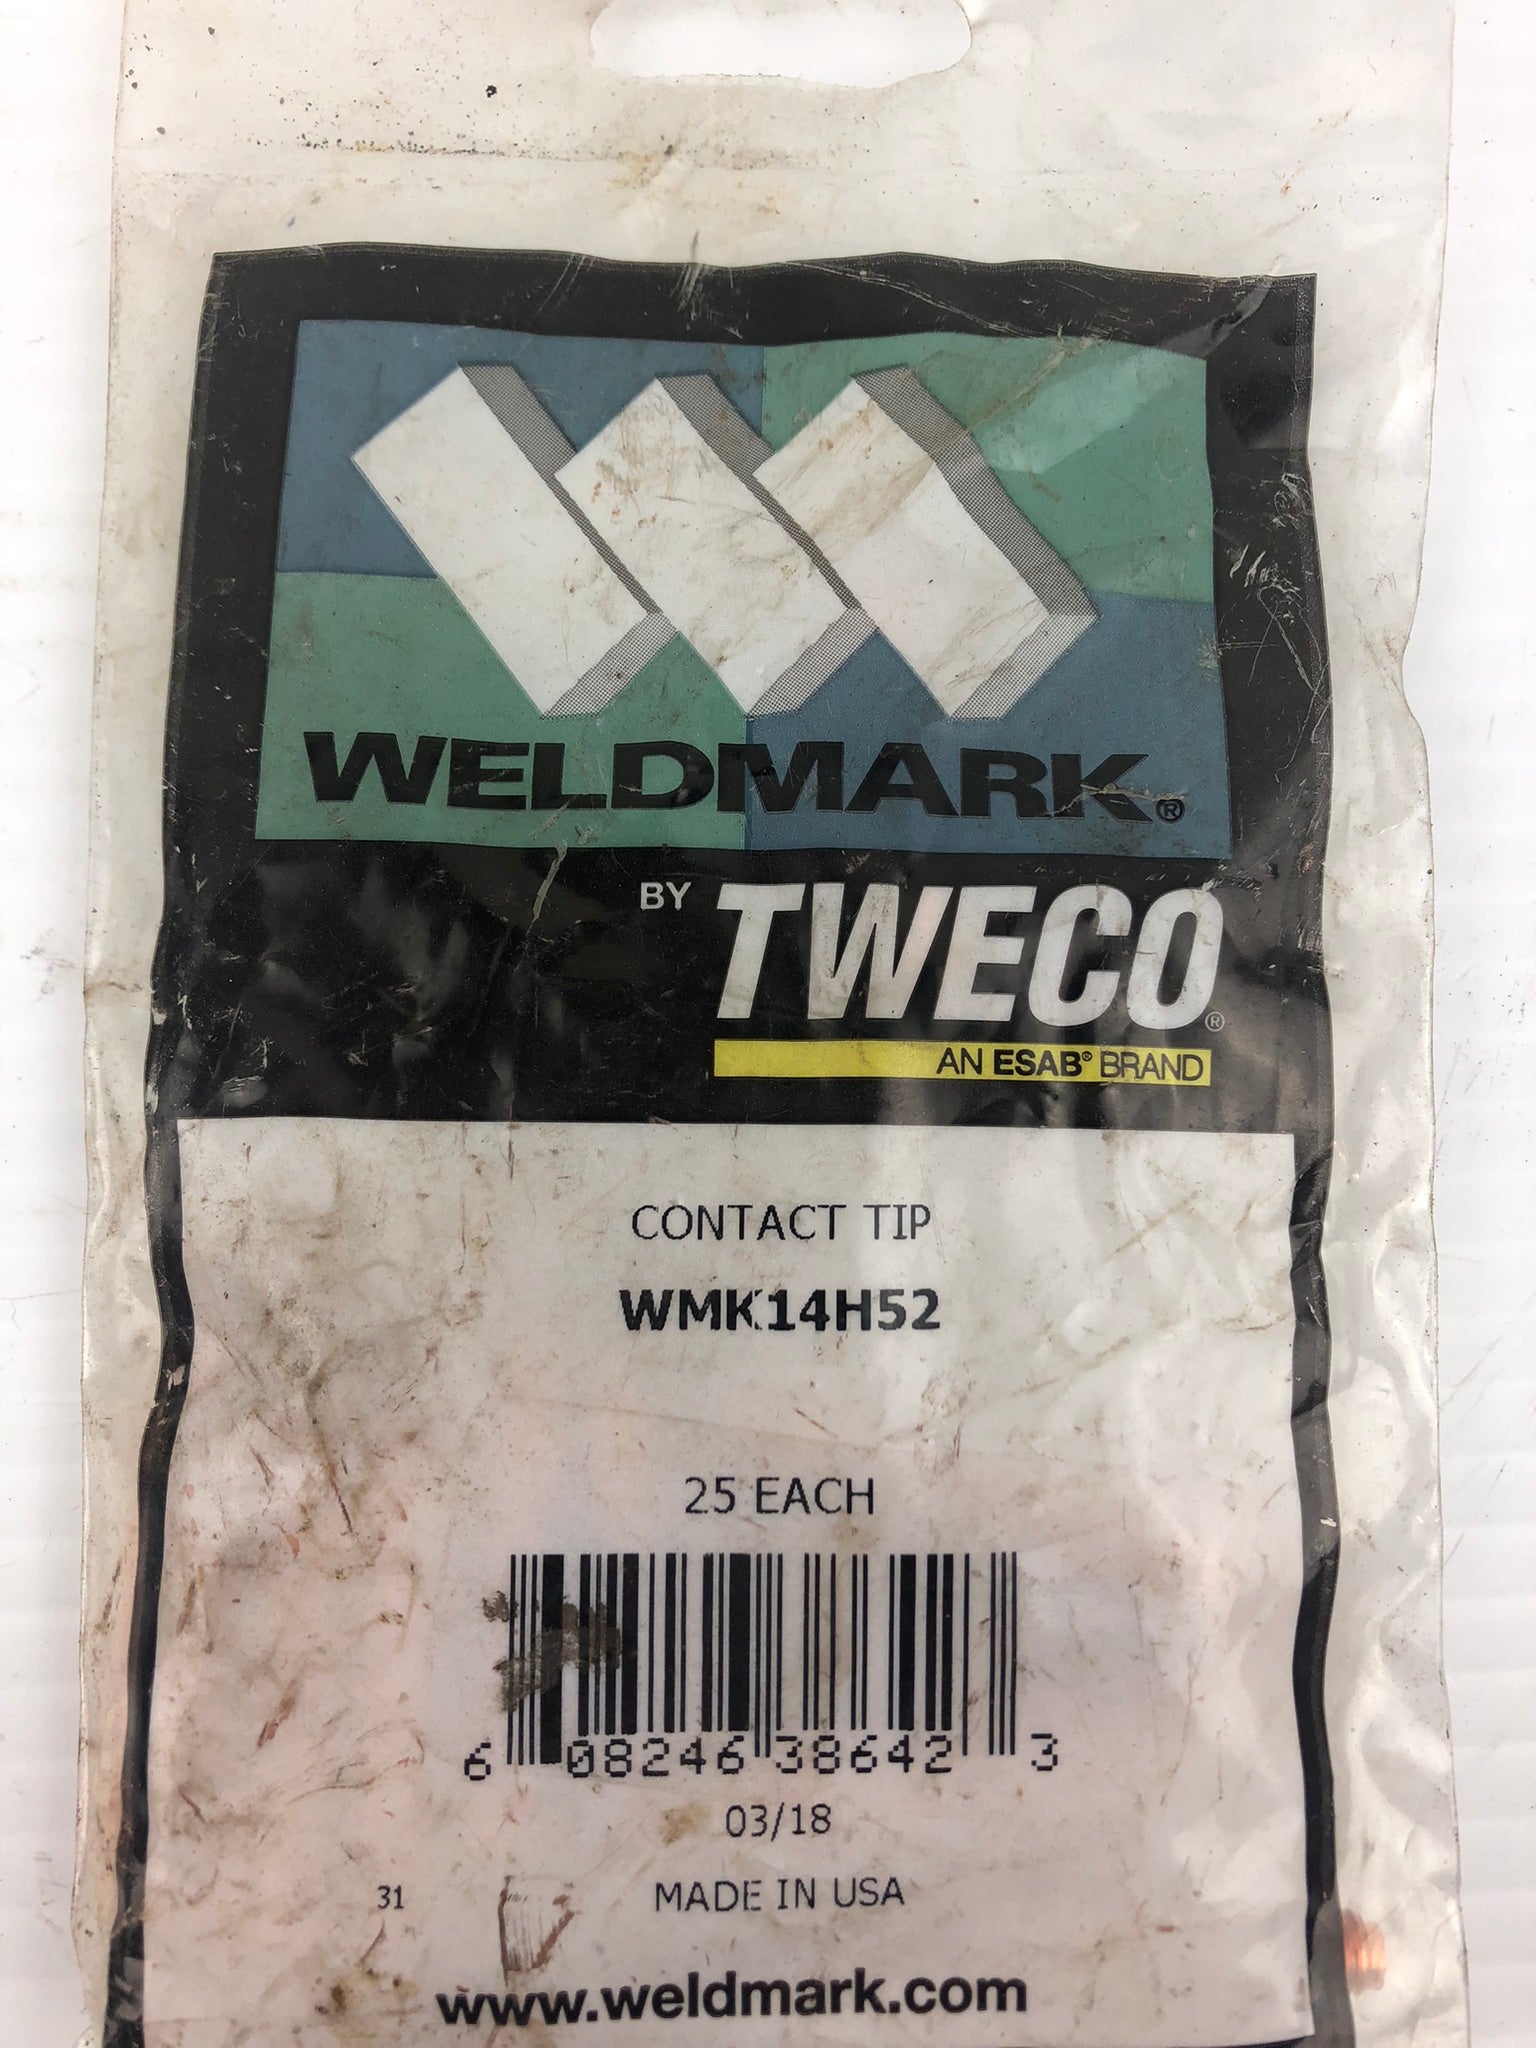 WELDMARK®
BY TWECO®
AN ESAB® BRAND
CONTACT TIP
WMK14H52
25 EACH
6 08246 38642 3
03/18
31 MADE IN USA
www.weldmark.com